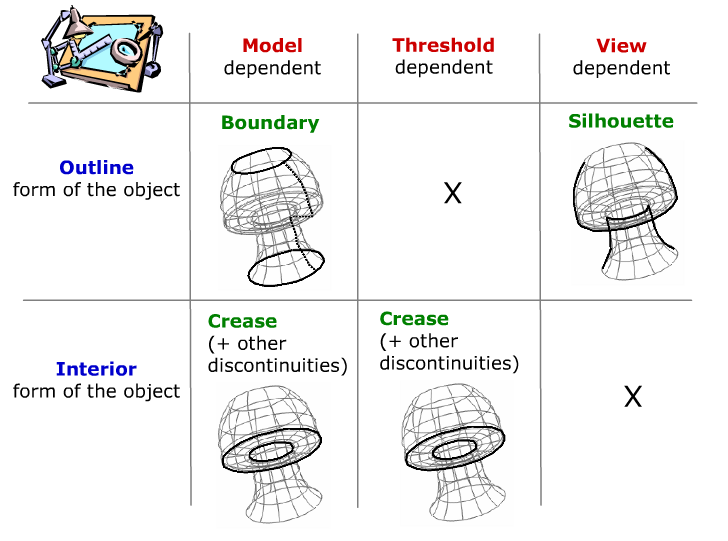 Model
dependent
Threshold
dependent
View
dependent
Boundary
Silhouette
Outline
form of the object
X
Crease
(+ other
discontinuities)
Crease
(+ other
discontinuities)
Interior
form of the object
X